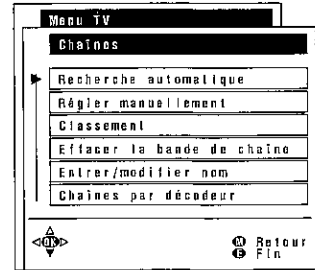 Menu TV
Chaînes
Recherche automatique
Régler manuellement
Classement
Effacer la bande de chaîne
Entrer/modifier nom
Chaînes par décodeur
OK
M Retour
E Fin